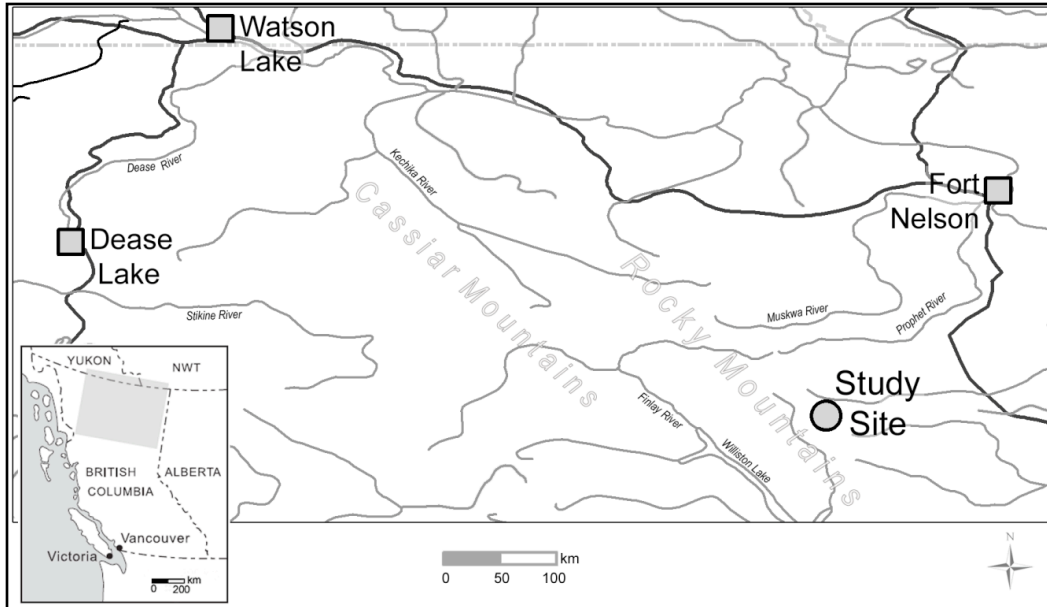 Watson
Lake
Dease River
Kechika River
Fort
Nelson
Dease
Lake
Cassiar Mountains
Rocky Mountains
Stikine River
Muskwa River
Prophet River
Study
Site
Finlay River
Williston Lake
YUKON
NWT
BRITISH
COLUMBIA
ALBERTA
Vancouver
Victoria
km
0 200
km
0 50 100
N